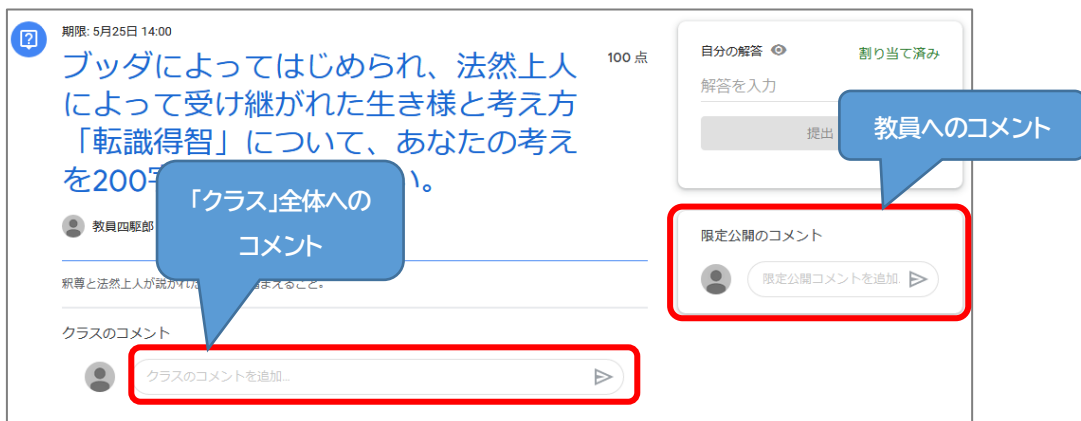 期限: 5月25日 14:00
ブッダによってはじめられ、法然上人
によって受け継がれた生き様と考え方
「転識得智」について、あなたの考え
を200字 い。
100 点
教員四駆郎
釈尊と法然上人が説かれた 踏まえること。
クラスのコメント
クラスのコメントを追加...
「クラス」全体への
コメント
自分の解答
割り当て済み
解答を入力
提出
教員へのコメント
限定公開のコメント
限定公開コメントを追加